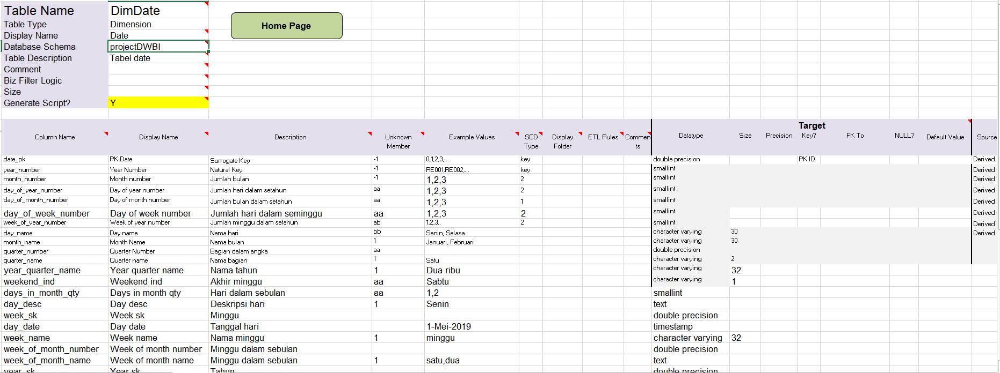 Table Name DimDate
Table Type Dimension
Home Page
Display Name Date
Database Schema projectDWBI
Table Description Tabel date
Comment
Biz Filter Logic
Size
Generate Script? Y
Target
Column Name Display Name Description Unknown Member Example Values SCD Type Display Folder ETL Rules Commen ts Datatype Size Precision Key? FK To NULL? Default Value Source
date_pk PK Date Surrogate Key -1 0,1,2,3,... key double precision PK ID Derived
year_number Year Number Natural Key -1 RE001,RE002,... key smallint Derived
month_number Month number Jumlah bulan -1 1,2,3 2 smallint Derived
day_of_year_number Day of year number Jumlah hari dalam setahun aa 1,2,3 2 smallint Derived
day_of_month_number Day of month number Jumlah bulan dalam setahun aa 1,2,3 1 smallint Derived
day_of_week_number Day of week number Jumlah hari dalam seminggu aa 1,2,3 2 smallint Derived
week_of_year_number Week of year number Jumlah minggu dalam setahun ab 1,2,3.. 2 smallint Derived
day_name Day name Nama hari bb Senin, Selasa character varying 30 Derived
month_name Month Name Nama bulan 1 Januari, Februari character varying 30
quarter_number Quarter Number Bagian dalam angka aa double precision
quarter_name Quarter name Nama bagian 1 Satu character varying 2
year_quarter_name Year quarter name Nama tahun 1 Dua ribu character varying 32
weekend_ind Weekend ind Akhir minggu aa Sabtu character varying 1
days_in_month_qty Days in month qty Hari dalam sebulan aa 1,2 smallint
day_desc Day desc Deskripsi hari 1 Senin text
week_sk Week sk Minggu double precision
day_date Day date Tanggal hari 1-Mei-2019 timestamp
week_name Week name Nama minggu 1 minggu character varying 32
week_of_month_number Week of month number Minggu dalam sebulan double precision
week_of_month_name Week of month name Minggu dalam sebulan 1 satu,dua text
year_sk Year sk Tahun double precision